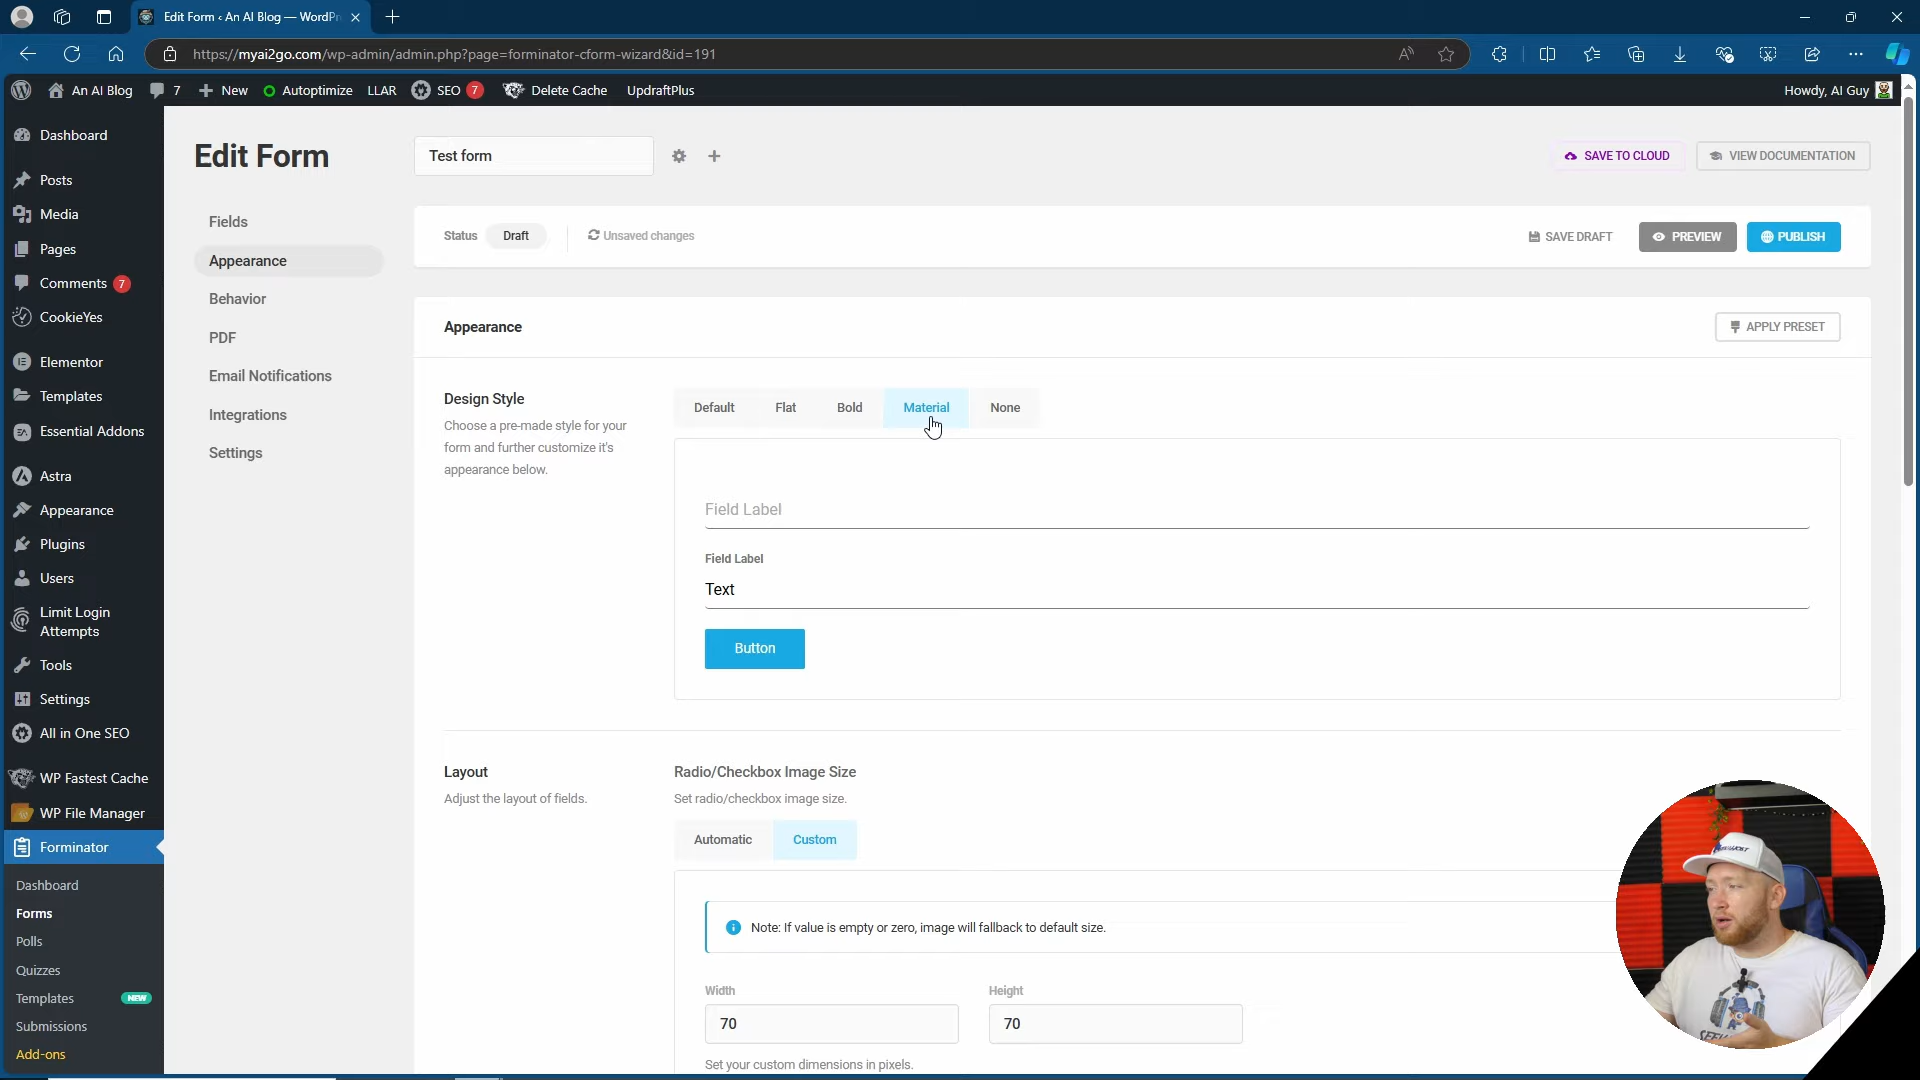 Edit Form ‹ An AI Blog — WordPr
https://myai2go.com/wp-admin/admin.php?page=forminator-cform-wizard&id=191
An AI Blog
7
New
Autoptimize
LLAR
SEO 7
Delete Cache
UpdraftPlus
Howdy, AI Guy
Dashboard
Posts
Media
Pages
Comments 7
CookieYes
Elementor
Templates
Essential Addons
Astra
Appearance
Plugins
Users
Limit Login
Attempts
Tools
Settings
All in One SEO
WP Fastest Cache
WP File Manager
Forminator
Dashboard
Forms
Polls
Quizzes
Templates NEW
Submissions
Add-ons
Edit Form
Test form
SAVE TO CLOUD
VIEW DOCUMENTATION
Fields
Appearance
Behavior
PDF
Email Notifications
Integrations
Settings
Status Draft
Unsaved changes
SAVE DRAFT
PREVIEW
PUBLISH
Appearance
APPLY PRESET
Design Style
Choose a pre-made style for your
form and further customize it's
appearance below.
Default Flat Bold Material None
Field Label
Field Label
Text
Button
Layout
Adjust the layout of fields.
Radio/Checkbox Image Size
Set radio/checkbox image size.
Automatic Custom
Note: If value is empty or zero, image will fallback to default size.
Width Height
70 70
Set your custom dimensions in pixels.